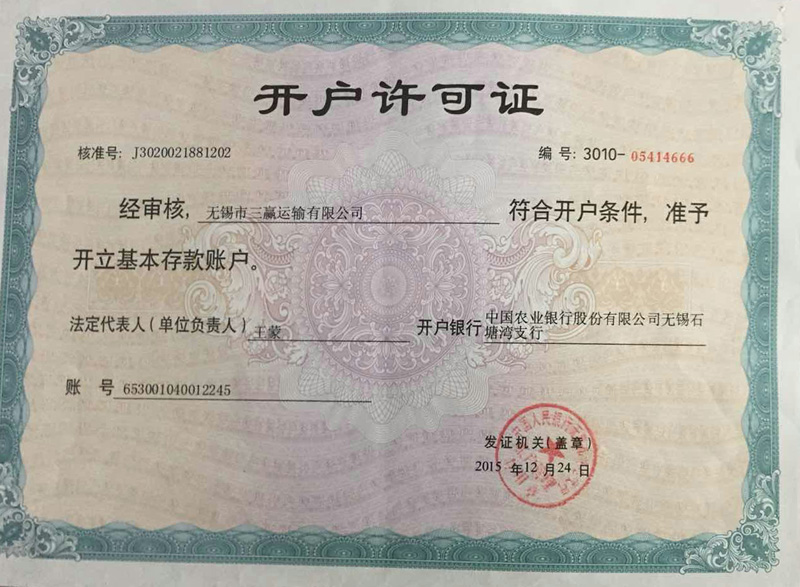 开户许可证
核准号: J3020021881202 编号: 3010-05414666
经审核, 无锡市三赢运输有限公司 符合开户条件, 准予
开立基本存款账户。
法定代表人(单位负责人) 王蒙 开户银行 中国农业银行股份有限公司无锡石
塘湾支行
账 号 653001040012245
发证机关(盖章)
2015 年 12 月 24 日